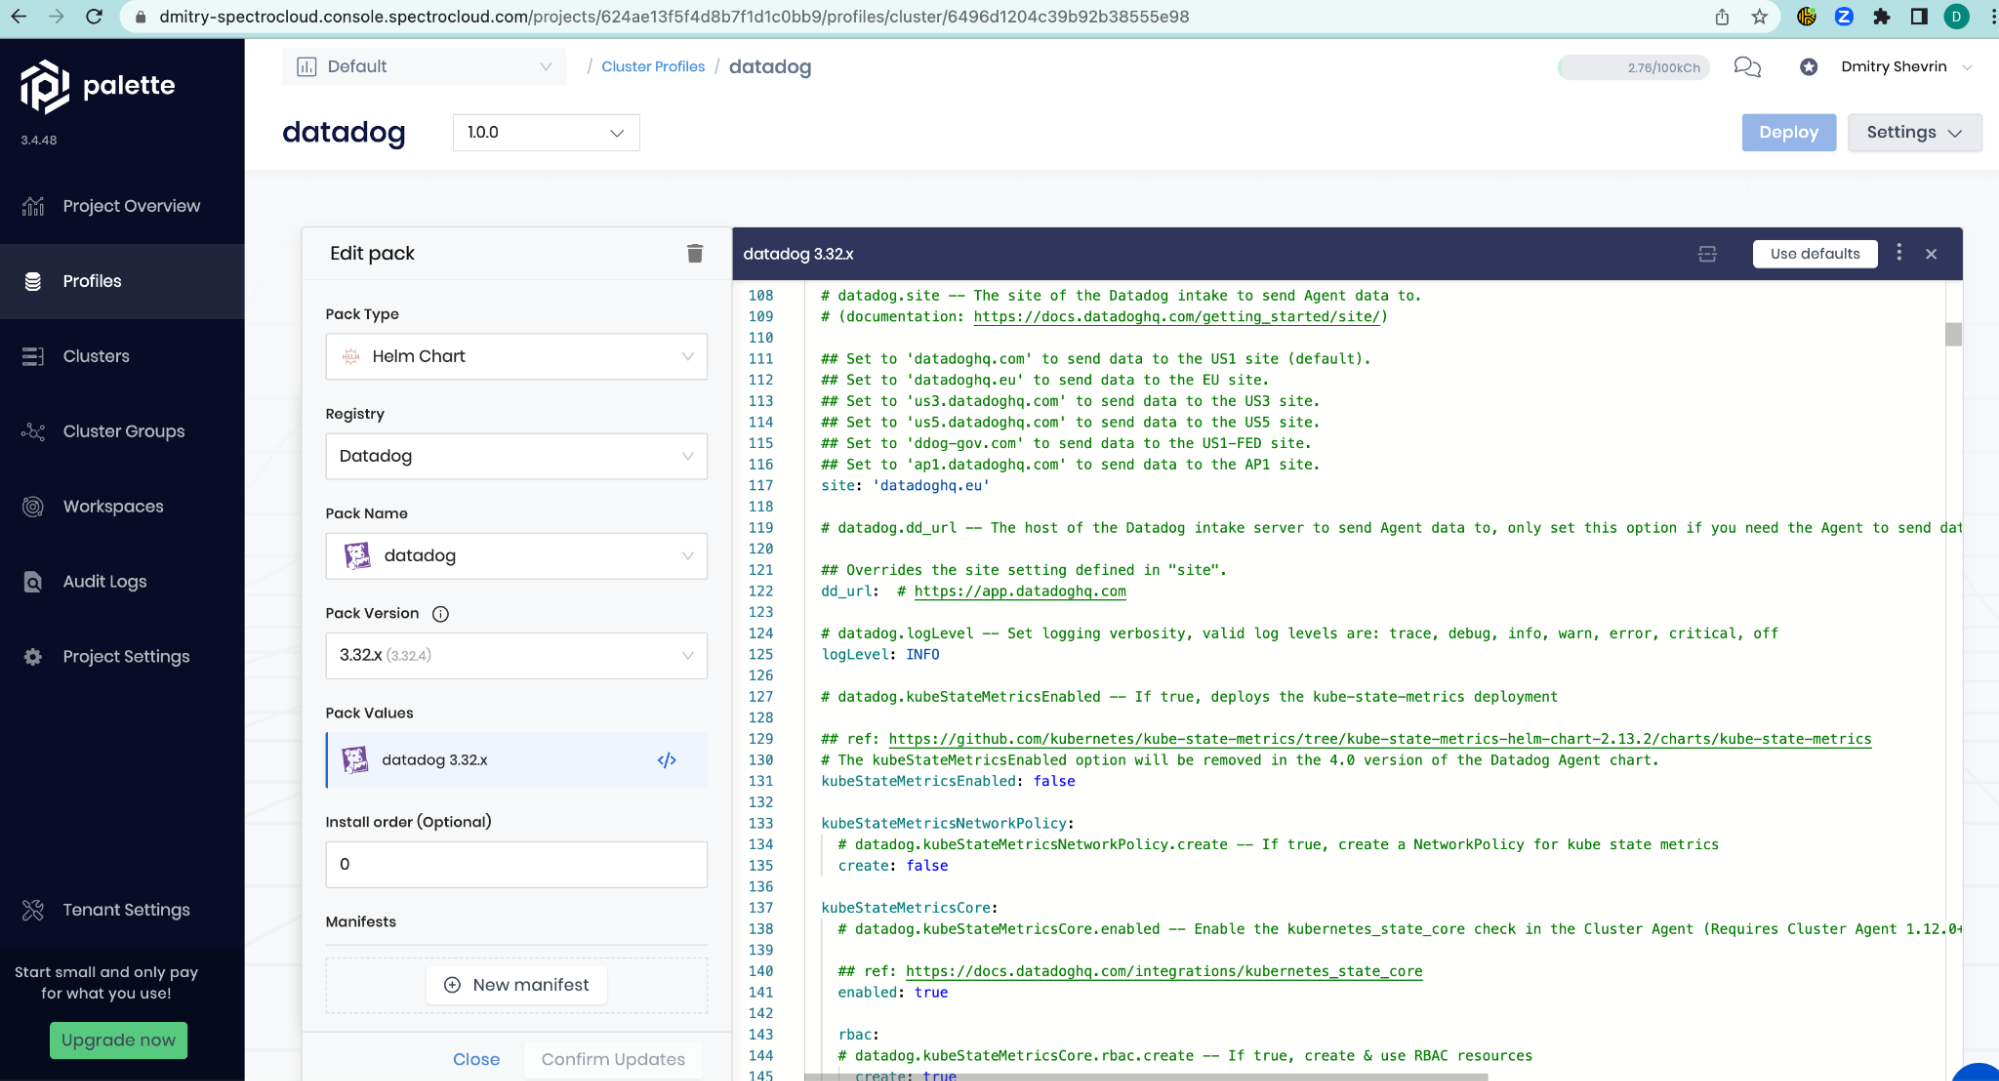 dmitry-spectrocloud.console.spectrocloud.com/projects/624ae13f5f4d8b7f1d1c0bb9/profiles/cluster/6496d1204c39b92b38555e98
D
palette
3.4.48
Project Overview
Profiles
Clusters
Cluster Groups
Workspaces
Audit Logs
Project Settings
Tenant Settings
Start small and only pay
for what you use!
Upgrade now
Default
/ Cluster Profiles / datadog
2.76/100kCh
Dmitry Shevrin
datadog
1.0.0
Deploy
Settings
Edit pack
Pack Type
HELM
Helm Chart
Registry
Datadog
Pack Name
datadog
Pack Version
3.32.x (3.32.4)
Pack Values
datadog 3.32.x
</>
Install order (Optional)
0
Manifests
New manifest
Close
Confirm Updates
datadog 3.32.x
Use defaults
108 # datadog.site -- The site of the Datadog intake to send Agent data to.
109 # (documentation: https://docs.datadoghq.com/getting_started/site/)
110
111 ## Set to 'datadoghq.com' to send data to the US1 site (default).
112 ## Set to 'datadoghq.eu' to send data to the EU site.
113 ## Set to 'us3.datadoghq.com' to send data to the US3 site.
114 ## Set to 'us5.datadoghq.com' to send data to the US5 site.
115 ## Set to 'ddog-gov.com' to send data to the US1-FED site.
116 ## Set to 'ap1.datadoghq.com' to send data to the AP1 site.
117 site: 'datadoghq.eu'
118
119 # datadog.dd_url -- The host of the Datadog intake server to send Agent data to, only set this option if you need the Agent to send dat
120
121 ## Overrides the site setting defined in "site".
122 dd_url: # https://app.datadoghq.com
123
124 # datadog.logLevel -- Set logging verbosity, valid log levels are: trace, debug, info, warn, error, critical, off
125 logLevel: INFO
126
127 # datadog.kubeStateMetricsEnabled -- If true, deploys the kube-state-metrics deployment
128
129 ## ref: https://github.com/kubernetes/kube-state-metrics/tree/kube-state-metrics-helm-chart-2.13.2/charts/kube-state-metrics
130 # The kubeStateMetricsEnabled option will be removed in the 4.0 version of the Datadog Agent chart.
131 kubeStateMetricsEnabled: false
132
133 kubeStateMetricsNetworkPolicy:
134 # datadog.kubeStateMetricsNetworkPolicy.create -- If true, create a NetworkPolicy for kube state metrics
135 create: false
136
137 kubeStateMetricsCore:
138 # datadog.kubeStateMetricsCore.enabled -- Enable the kubernetes_state_core check in the Cluster Agent (Requires Cluster Agent 1.12.0+
139
140 ## ref: https://docs.datadoghq.com/integrations/kubernetes_state_core
141 enabled: true
142
143 rbac:
144 # datadog.kubeStateMetricsCore.rbac.create -- If true, create & use RBAC resources
145 create: true